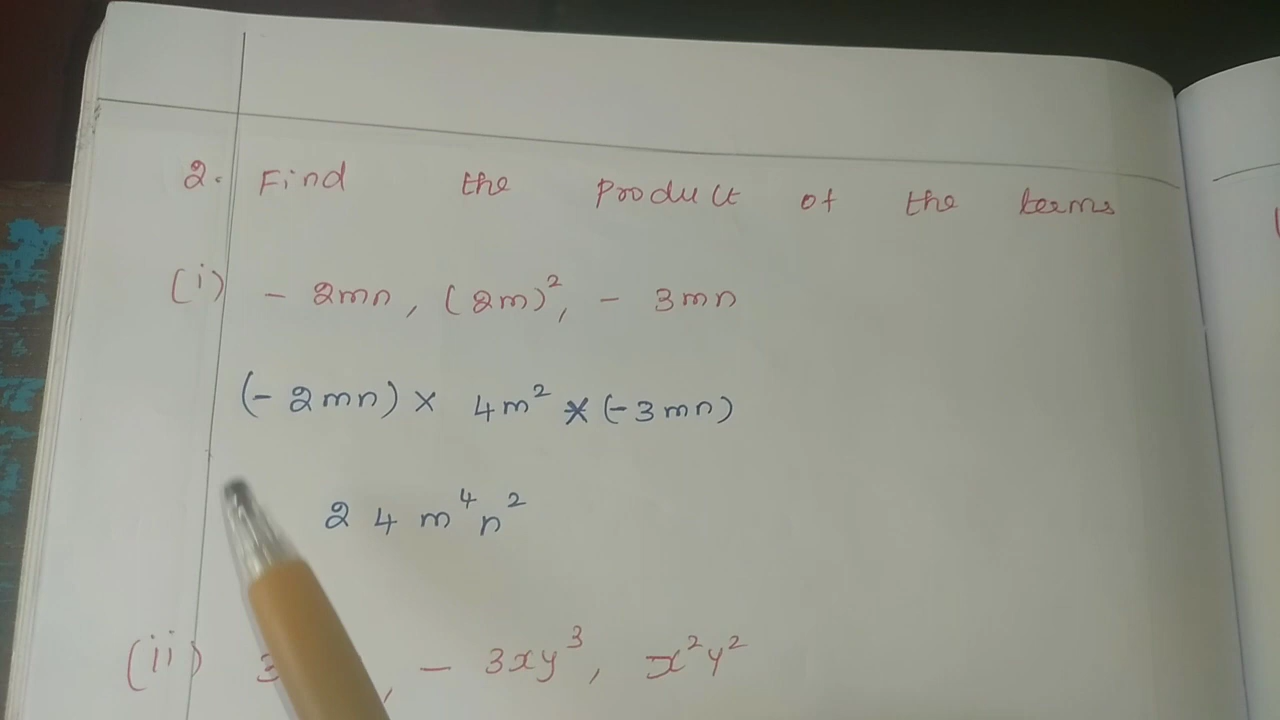 2. Find the product of the terms
(i) - 2mn, (2m)², - 3mn
(- 2mn) × 4m² × (-3mn)
24 m⁴n²
(ii) 3 , - 3xy³, x²y²